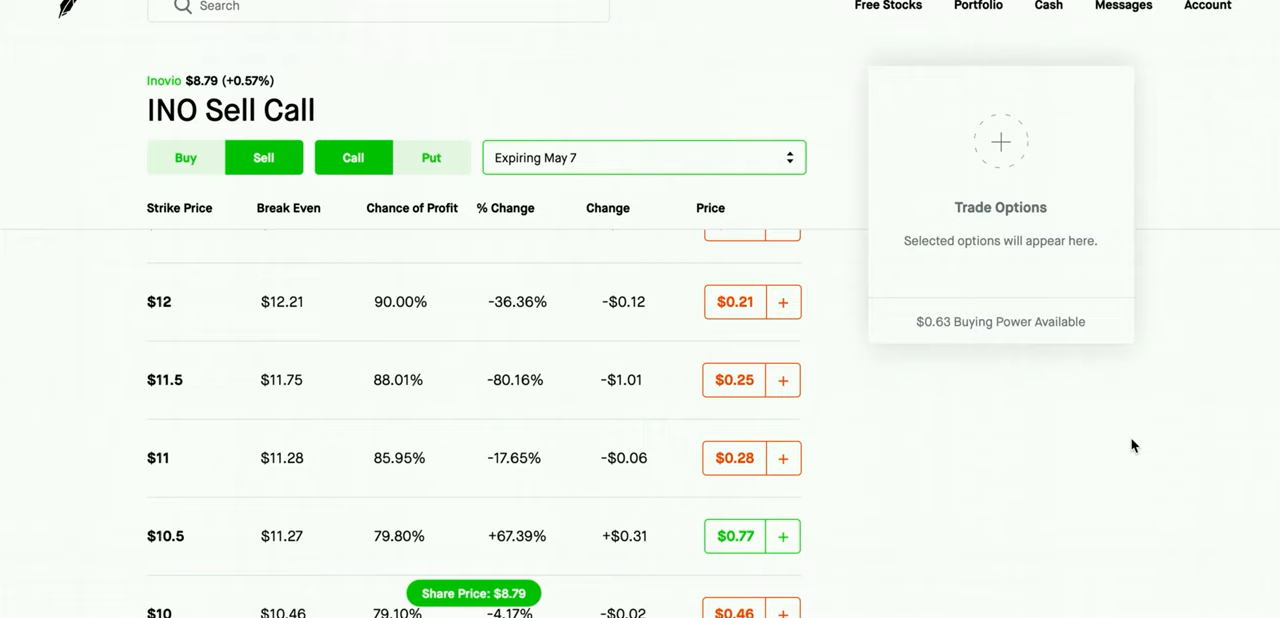 Search
Free Stocks Portfolio Cash Messages Account
Inovio $8.79 (+0.57%)
INO Sell Call
Buy Sell Call Put Expiring May 7
Strike Price Break Even Chance of Profit % Change Change Price
$12 $12.21 90.00% -36.36% -$0.12 $0.21 +
$11.5 $11.75 88.01% -80.16% -$1.01 $0.25 +
$11 $11.28 85.95% -17.65% -$0.06 $0.28 +
$10.5 $11.27 79.80% +67.39% +$0.31 $0.77 +
Share Price: $8.79
$10 $10.46 79.10% -4.17% -$0.02 $0.46 +
Trade Options
Selected options will appear here.
$0.63 Buying Power Available